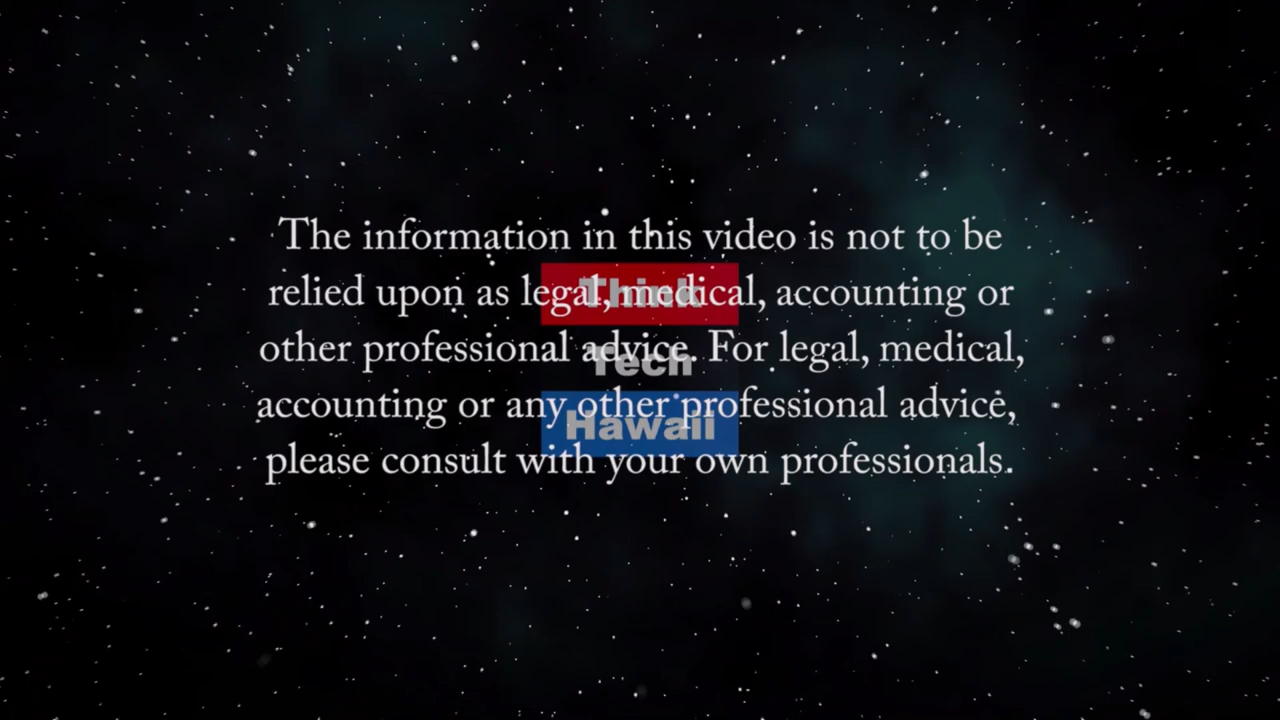 The information in this video is not to be
relied upon as legal, medical, accounting or
other professional advice. For legal, medical,
accounting or any other professional advice,
please consult with your own professionals.
Think
Tech
Hawaii